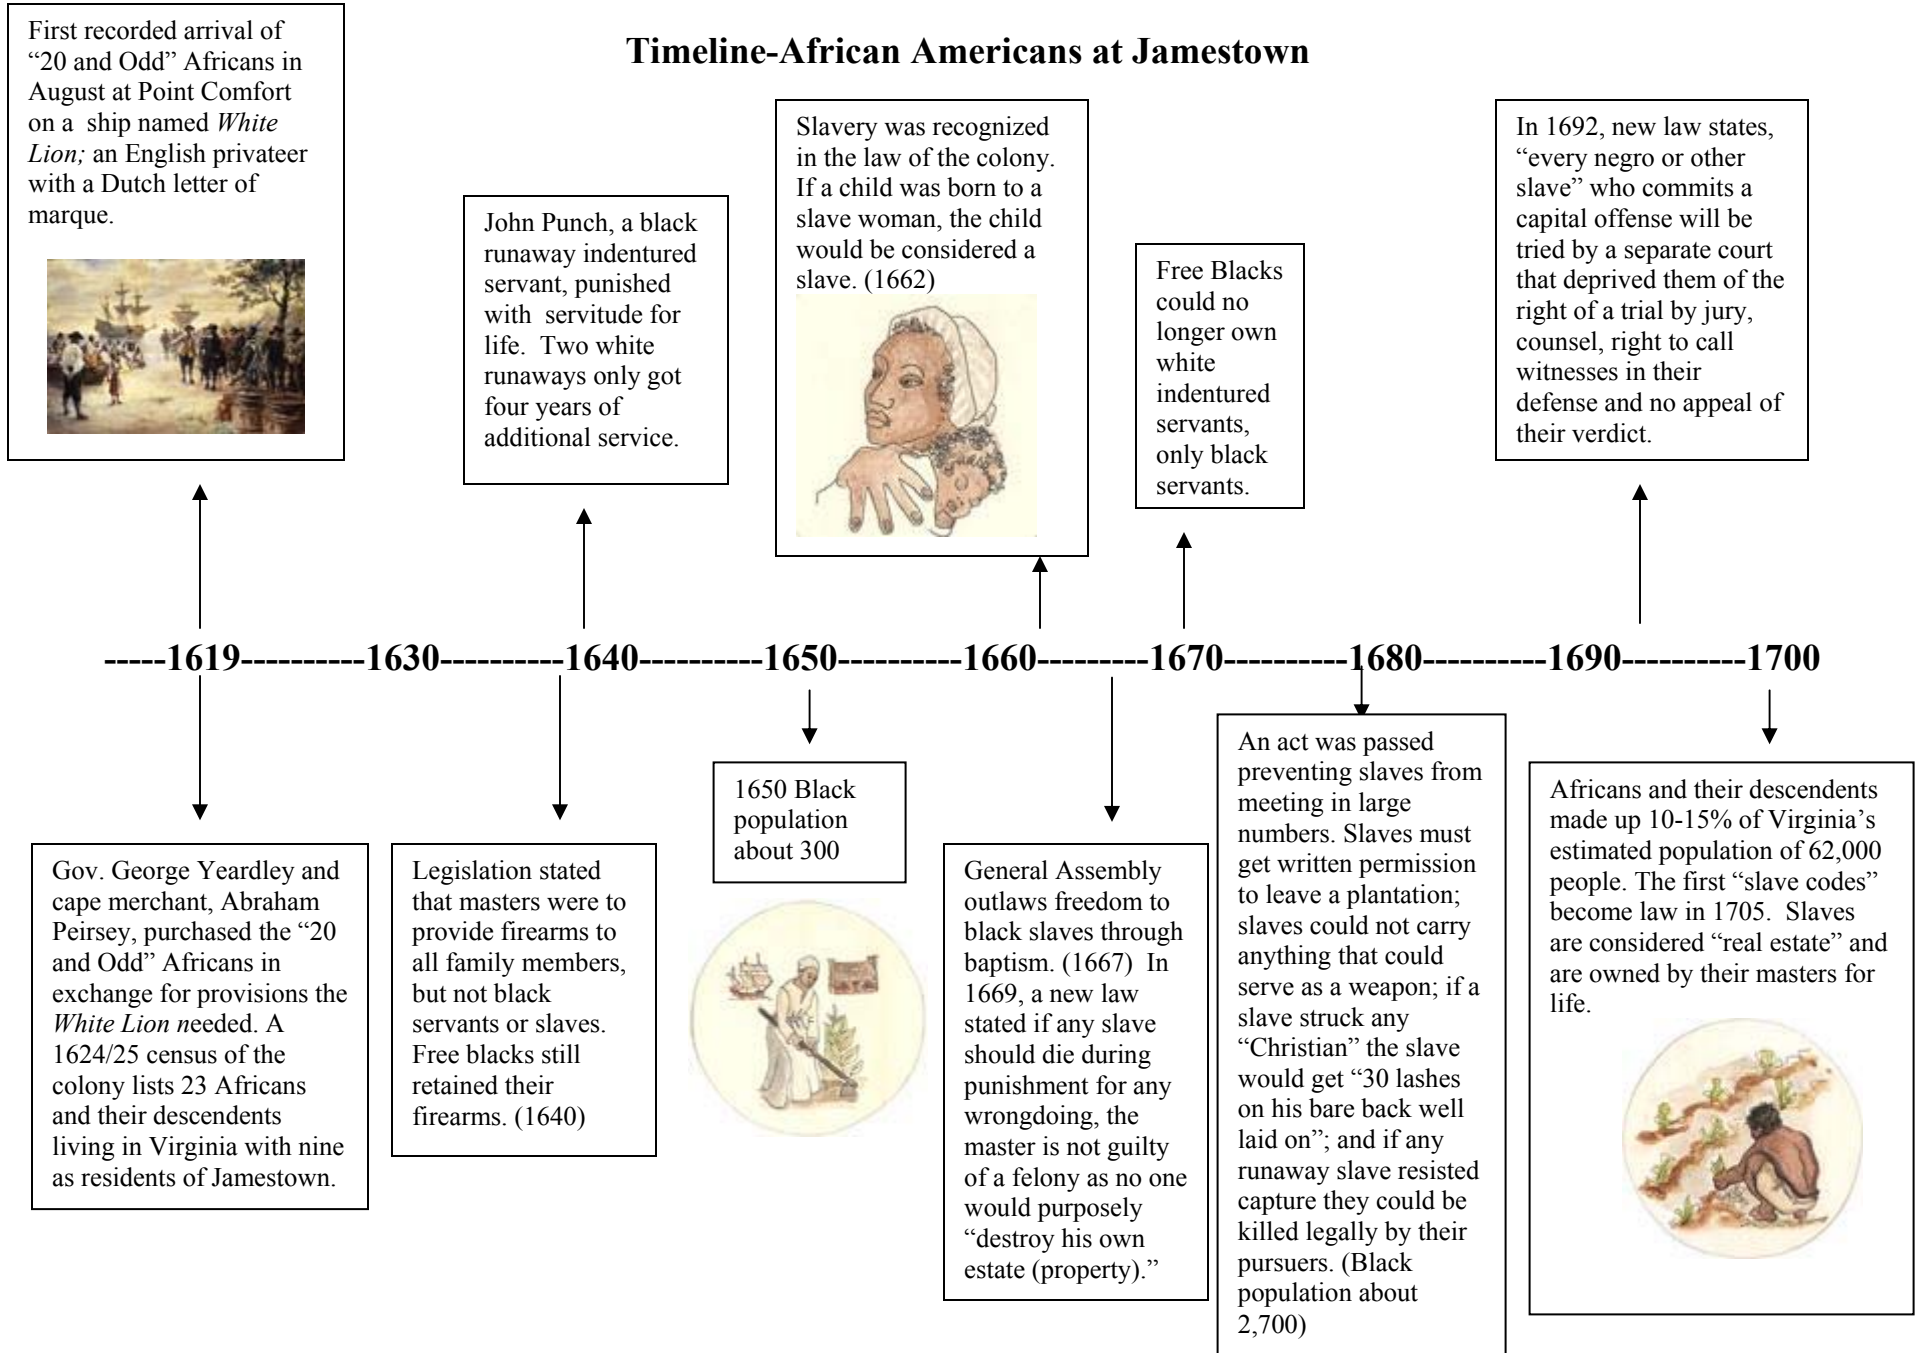 Timeline-African Americans at Jamestown
First recorded arrival of
“20 and Odd” Africans in
August at Point Comfort
on a ship named White
Lion; an English privateer
with a Dutch letter of
marque.
John Punch, a black
runaway indentured
servant, punished
with servitude for
life. Two white
runaways only got
four years of
additional service.
Slavery was recognized
in the law of the colony.
If a child was born to a
slave woman, the child
would be considered a
slave. (1662)
Free Blacks
could no
longer own
white
indentured
servants,
only black
servants.
In 1692, new law states,
“every negro or other
slave” who commits a
capital offense will be
tried by a separate court
that deprived them of the
right of a trial by jury,
counsel, right to call
witnesses in their
defense and no appeal of
their verdict.
-----1619----------1630----------1640----------1650----------1660---------1670----------1680----------1690----------1700
Gov. George Yeardley and
cape merchant, Abraham
Peirsey, purchased the “20
and Odd” Africans in
exchange for provisions the
White Lion needed. A
1624/25 census of the
colony lists 23 Africans
and their descendents
living in Virginia with nine
as residents of Jamestown.
Legislation stated
that masters were to
provide firearms to
all family members,
but not black
servants or slaves.
Free blacks still
retained their
firearms. (1640)
1650 Black
population
about 300
General Assembly
outlaws freedom to
black slaves through
baptism. (1667) In
1669, a new law
stated if any slave
should die during
punishment for any
wrongdoing, the
master is not guilty
of a felony as no one
would purposely
“destroy his own
estate (property).”
An act was passed
preventing slaves from
meeting in large
numbers. Slaves must
get written permission
to leave a plantation;
slaves could not carry
anything that could
serve as a weapon; if a
slave struck any
“Christian” the slave
would get “30 lashes
on his bare back well
laid on”; and if any
runaway slave resisted
capture they could be
killed legally by their
pursuers. (Black
population about
2,700)
Africans and their descendents
made up 10-15% of Virginia’s
estimated population of 62,000
people. The first “slave codes”
become law in 1705. Slaves
are considered “real estate” and
are owned by their masters for
life.